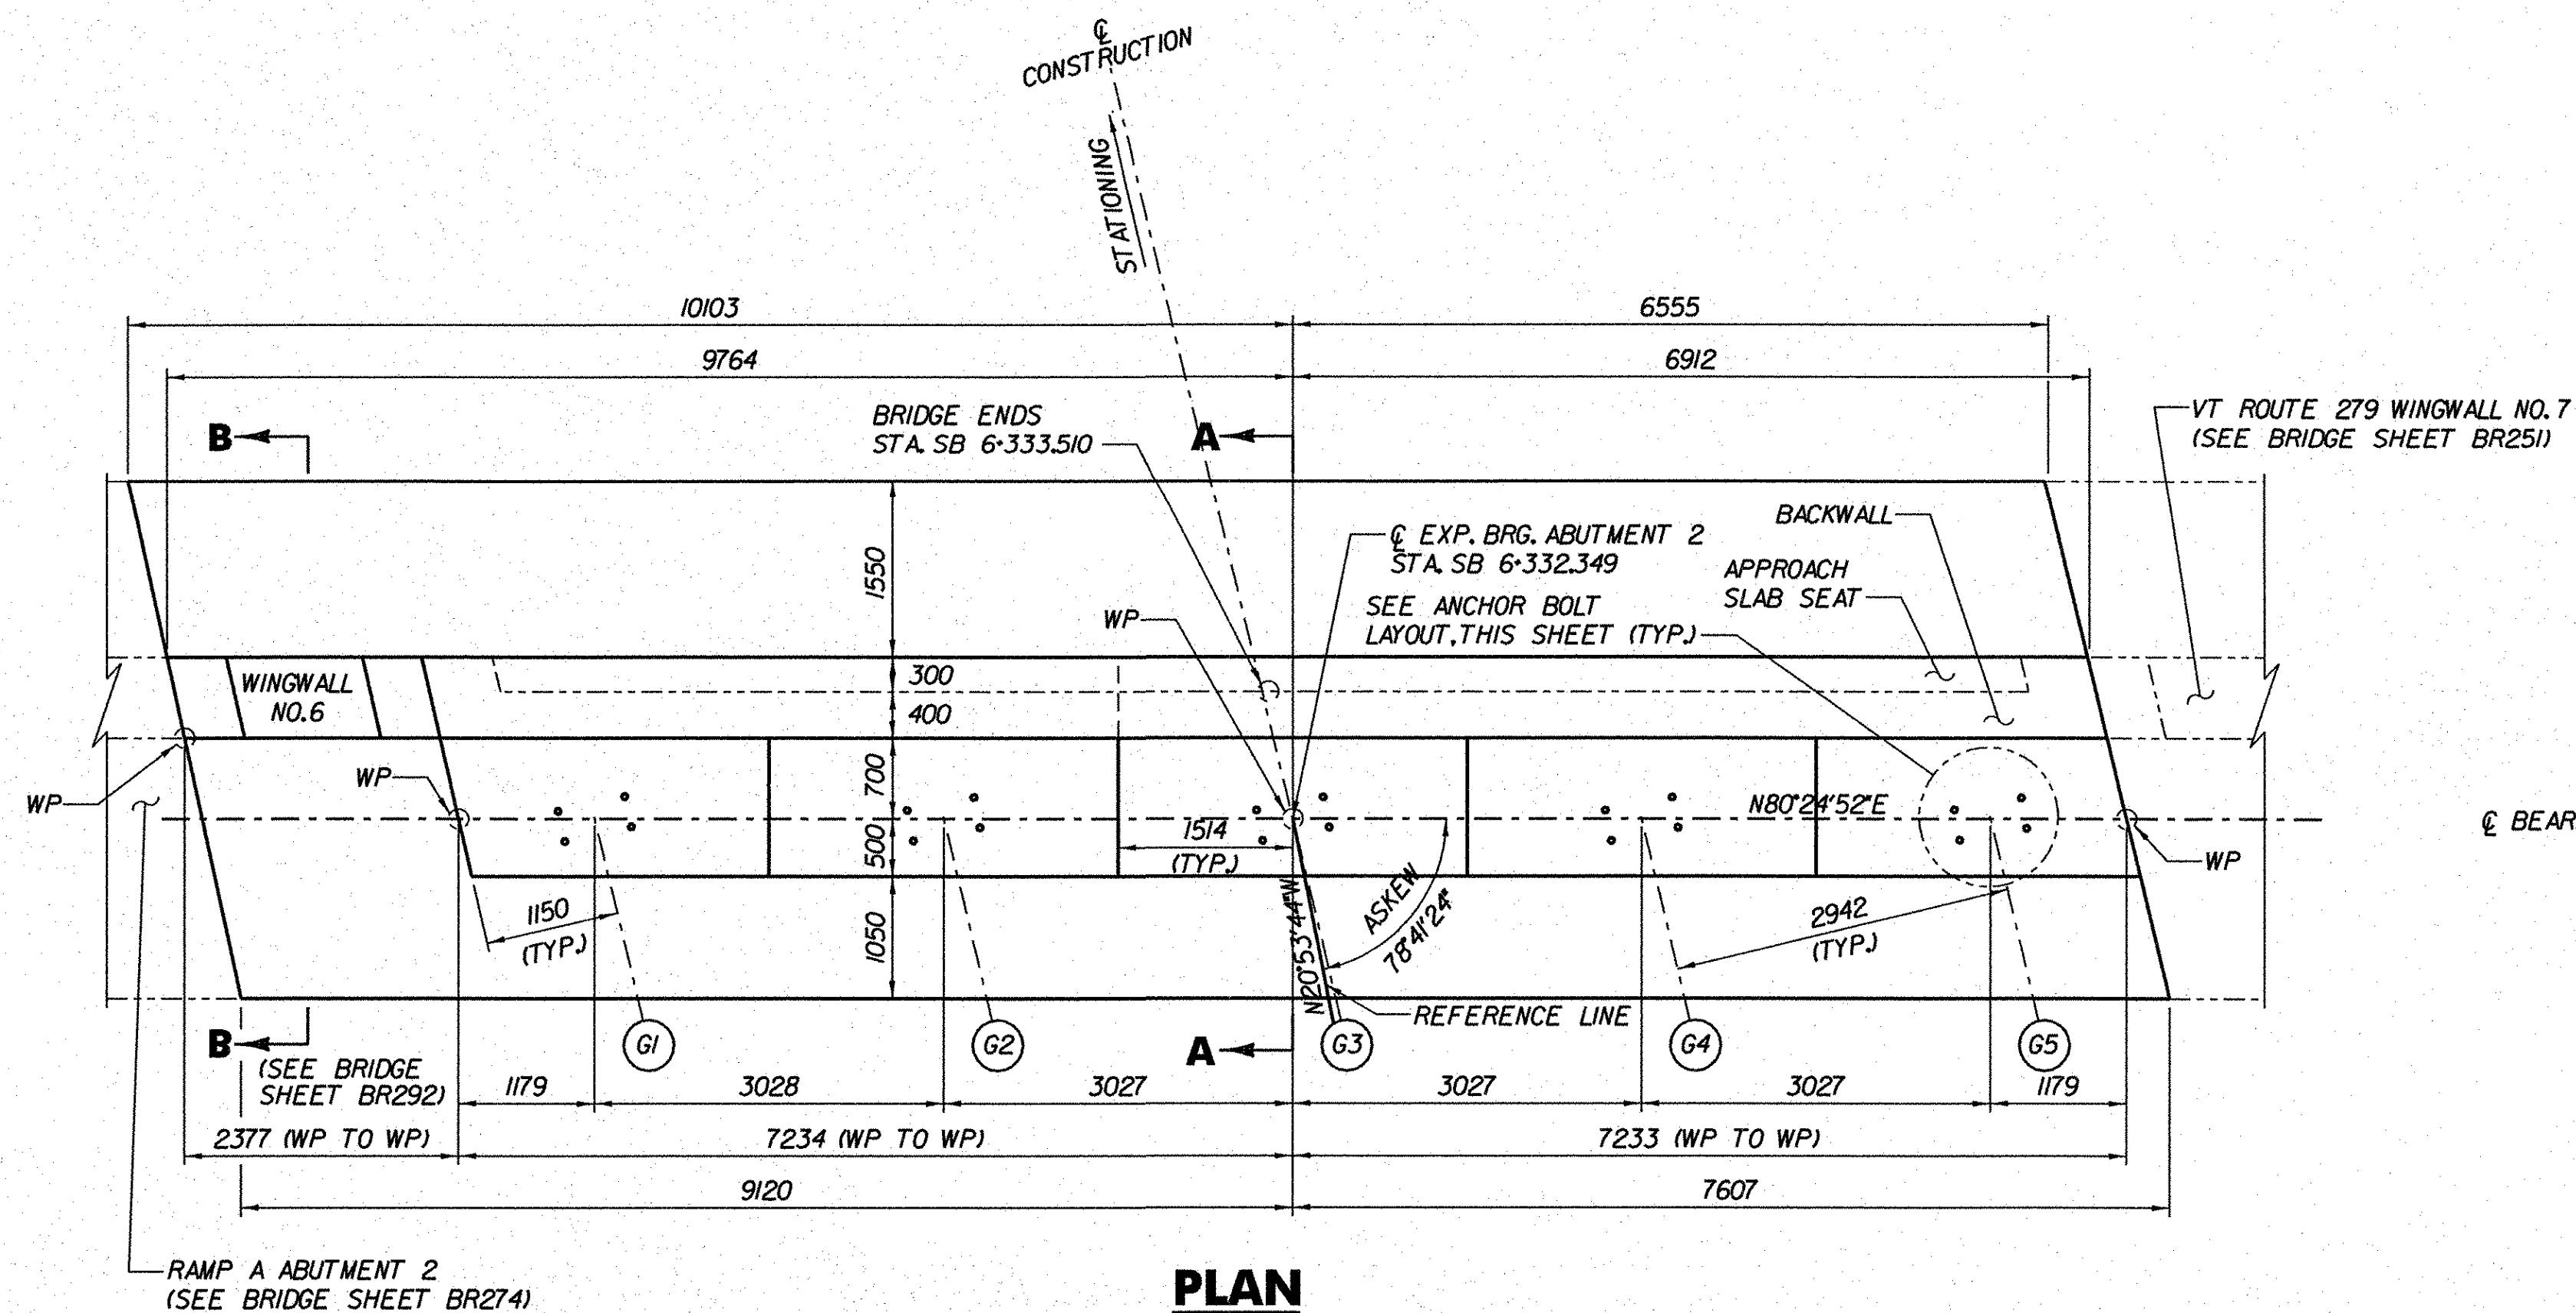 ℄
CONSTRUCTION
STATIONING
10103
6555
9764
6912
BRIDGE ENDS
STA. SB 6+333.510
B
A
VT ROUTE 279 WINGWALL NO. 7
(SEE BRIDGE SHEET BR251)
BACKWALL
℄ EXP. BRG. ABUTMENT 2
STA. SB 6+332.349
APPROACH
SLAB SEAT
SEE ANCHOR BOLT
LAYOUT, THIS SHEET (TYP.)
WP
1550
300
400
WINGWALL
NO. 6
700
WP
WP
N80°24'52"E
℄ BEAR
1514
(TYP.)
500
WP
1150
(TYP.)
1050
N20°53'44"W
ASKEW
78°41'24"
2942
(TYP.)
REFERENCE LINE
B
A
G1
G2
G3
G4
G5
(SEE BRIDGE
SHEET BR292)
1179
3028
3027
3027
3027
1179
2377 (WP TO WP)
7234 (WP TO WP)
7233 (WP TO WP)
9120
7607
RAMP A ABUTMENT 2
(SEE BRIDGE SHEET BR274)
PLAN